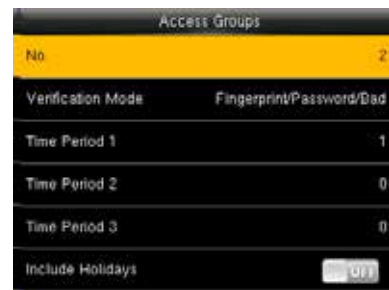 Access Groups
No. 2
Verification Mode Fingerprint/Password/Bad
Time Period 1 1
Time Period 2 0
Time Period 3 0
Include Holidays OFF